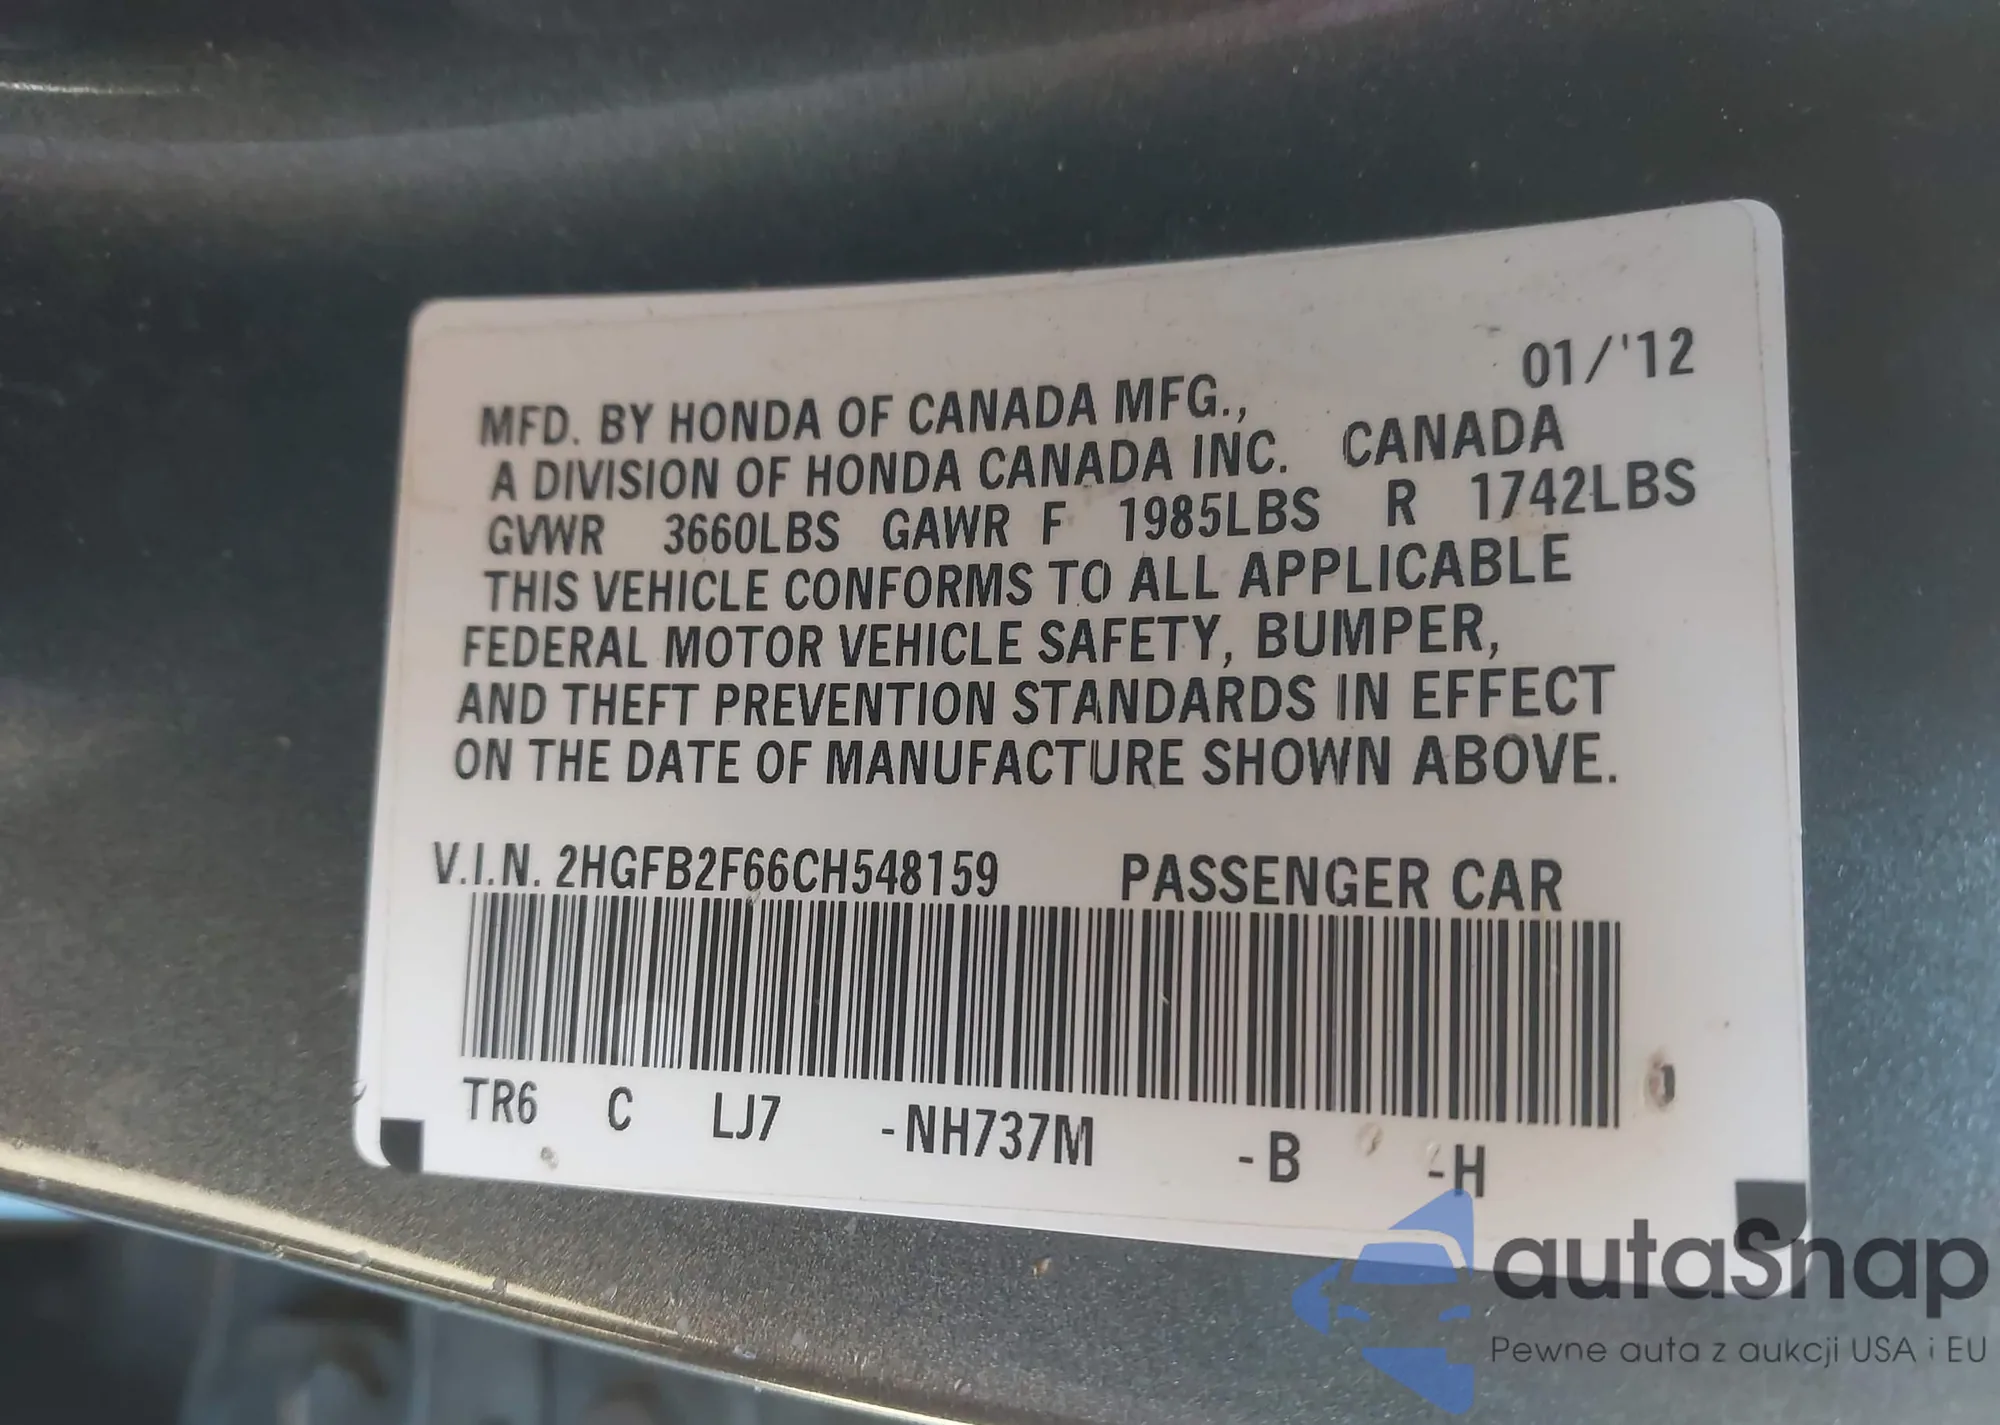 01/'12
MFD. BY HONDA OF CANADA MFG.,
A DIVISION OF HONDA CANADA INC. CANADA
GVWR 3660LBS GAWR F 1985LBS R 1742LBS
THIS VEHICLE CONFORMS TO ALL APPLICABLE
FEDERAL MOTOR VEHICLE SAFETY, BUMPER,
AND THEFT PREVENTION STANDARDS IN EFFECT
ON THE DATE OF MANUFACTURE SHOWN ABOVE.
V.I.N. 2HGFB2F66CH548159 PASSENGER CAR
TR6 C LJ7 -NH737M -B -H
autaSnap
Pewne auta z aukcji USA i EU